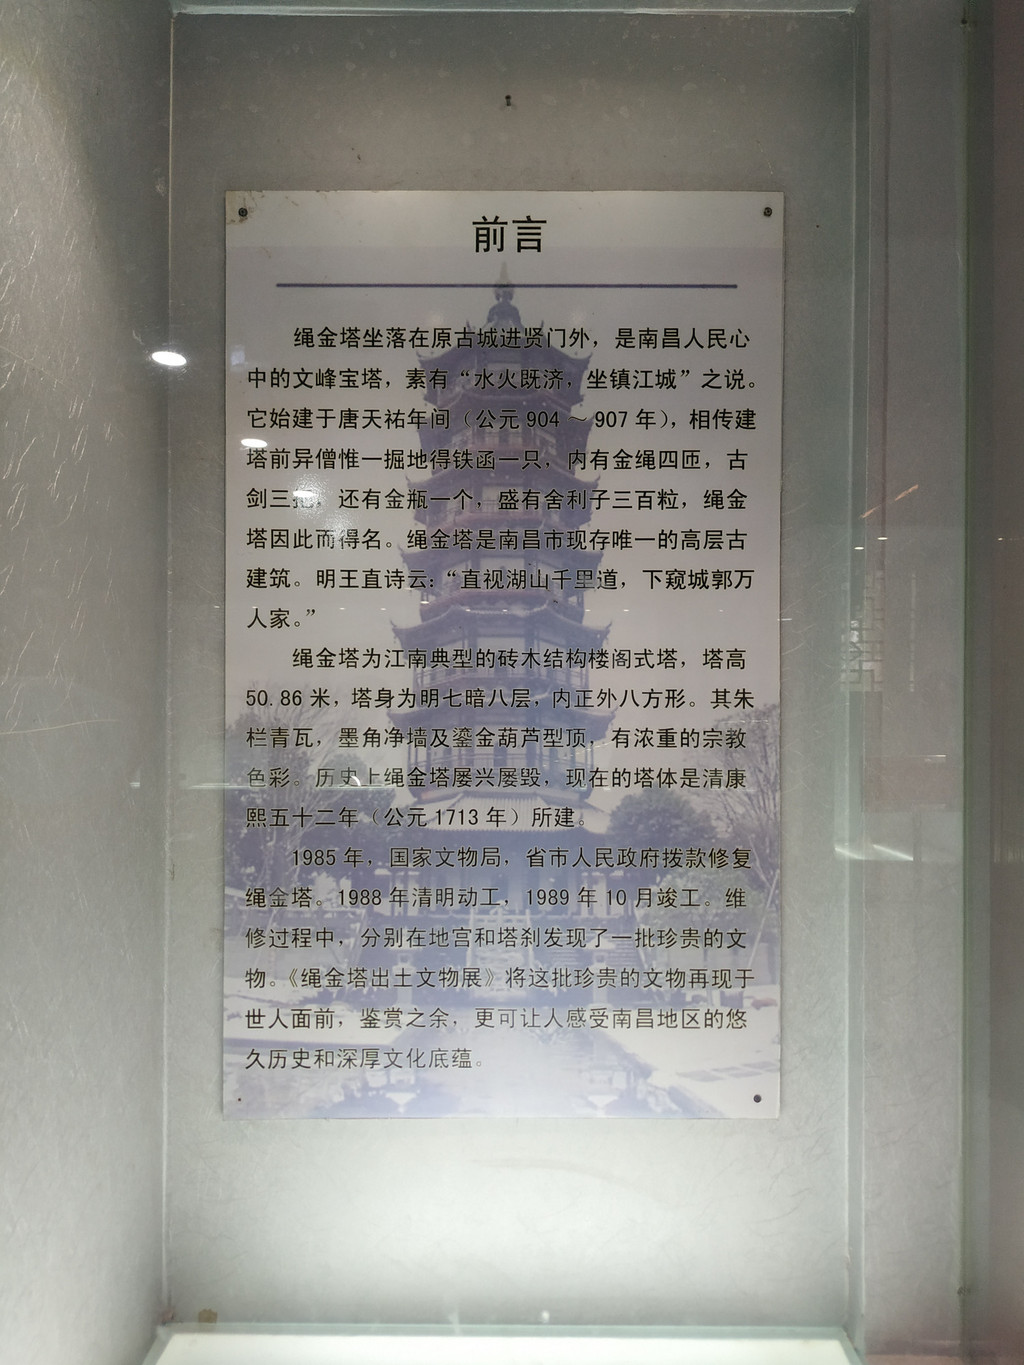 前言
绳金塔坐落在原古城进贤门外，是南昌人民心
中的文峰宝塔，素有“水火既济，坐镇江城”之说。
它始建于唐天祐年间（公元 904 ～ 907 年），相传建
塔前异僧惟一掘地得铁函一只，内有金绳四匝，古
剑三，还有金瓶一个，盛有舍利子三百粒，绳金
塔因此而得名。绳金塔是南昌市现存唯一的高层古
建筑。明王直诗云：“直视湖山千里道，下窥城郭万
人家。”
绳金塔为江南典型的砖木结构楼阁式塔，塔高
50.86 米，塔身为明七暗八层，内正外八方形。其朱
栏青瓦，墨角净墙及鎏金葫芦型顶，有浓重的宗教
色彩。历史上绳金塔屡兴屡毁，现在的塔体是清康
熙五十二年（公元 1713 年）所建。
1985 年，国家文物局，省市人民政府拨款修复
绳金塔。1988 年清明动工，1989 年 10 月竣工。维
修过程中，分别在地宫和塔刹发现了一批珍贵的文
物。《绳金塔出土文物展》将这批珍贵的文物再现于
世人面前，鉴赏之余，更可让人感受南昌地区的悠
久历史和深厚文化底蕴。